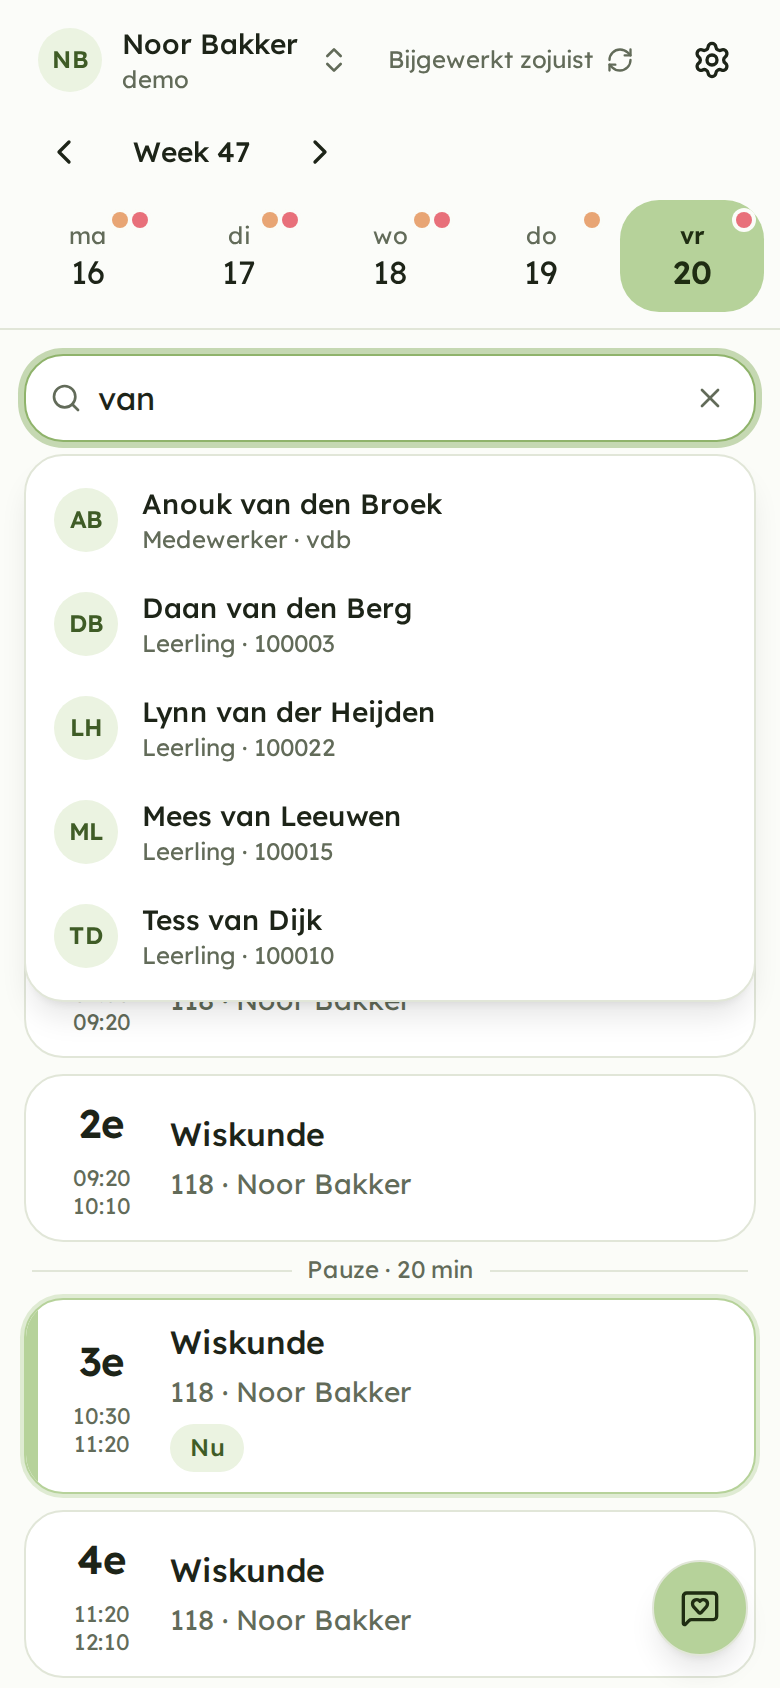 NB
Noor Bakker
demo
Bijgewerkt zojuist
Week 47
ma
16
di
17
wo
18
do
19
vr
20
van
AB
Anouk van den Broek
Medewerker · vdb
DB
Daan van den Berg
Leerling · 100003
LH
Lynn van der Heijden
Leerling · 100022
ML
Mees van Leeuwen
Leerling · 100015
TD
Tess van Dijk
Leerling · 100010
118 · Noor Bakker
09:20
2e
Wiskunde
09:20
10:10
118 · Noor Bakker
Pauze · 20 min
3e
Wiskunde
118 · Noor Bakker
10:30
11:20
Nu
4e
Wiskunde
11:20
12:10
118 · Noor Bakker